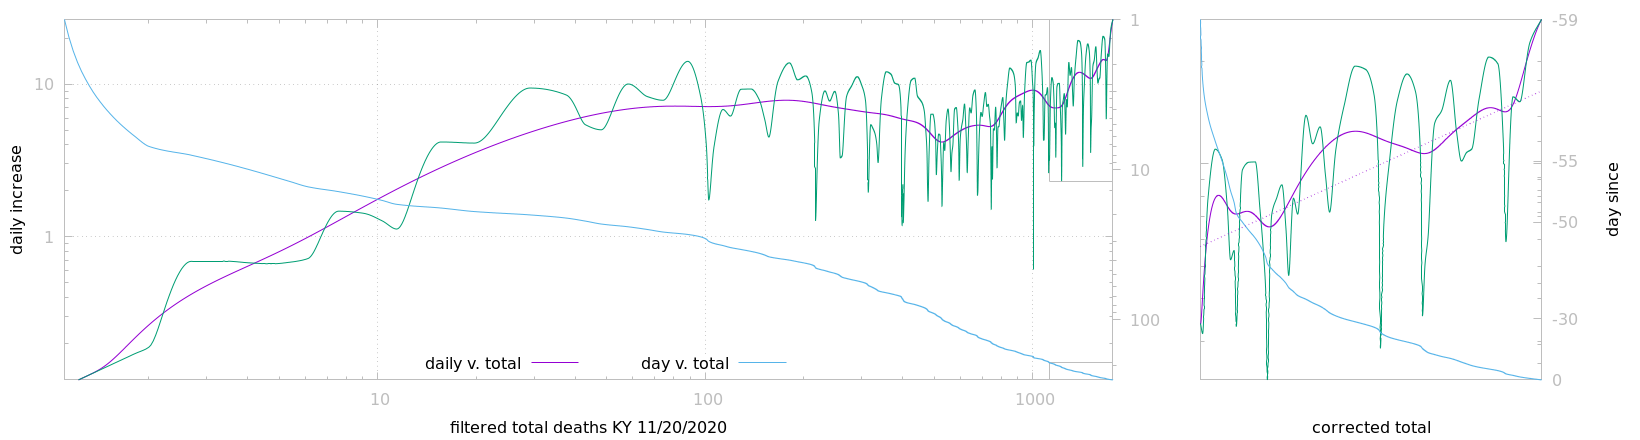 daily increase
10
1
10
100
1000
1
10
100
daily v. total
day v. total
filtered total deaths KY 11/20/2020
-59
-55
-50
-30
0
day since
corrected total